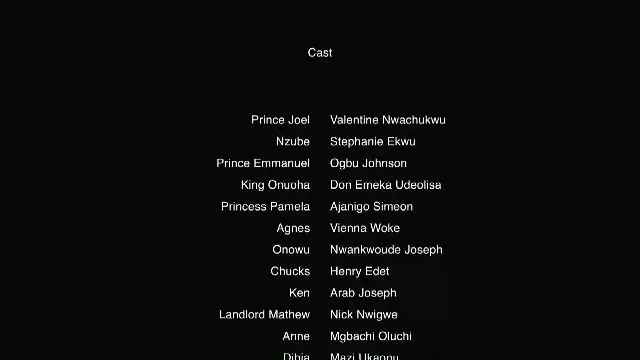 Cast
Prince Joel Valentine Nwachukwu
Nzube Stephanie Ekwu
Prince Emmanuel Ogbu Johnson
King Onuoha Don Emeka Udeolisa
Princess Pamela Ajanigo Simeon
Agnes Vienna Woke
Onowu Nwankwoude Joseph
Chucks Henry Edet
Ken Arab Joseph
Landlord Mathew Nick Nwigwe
Anne Mgbachi Oluchi
Dibia Mazi